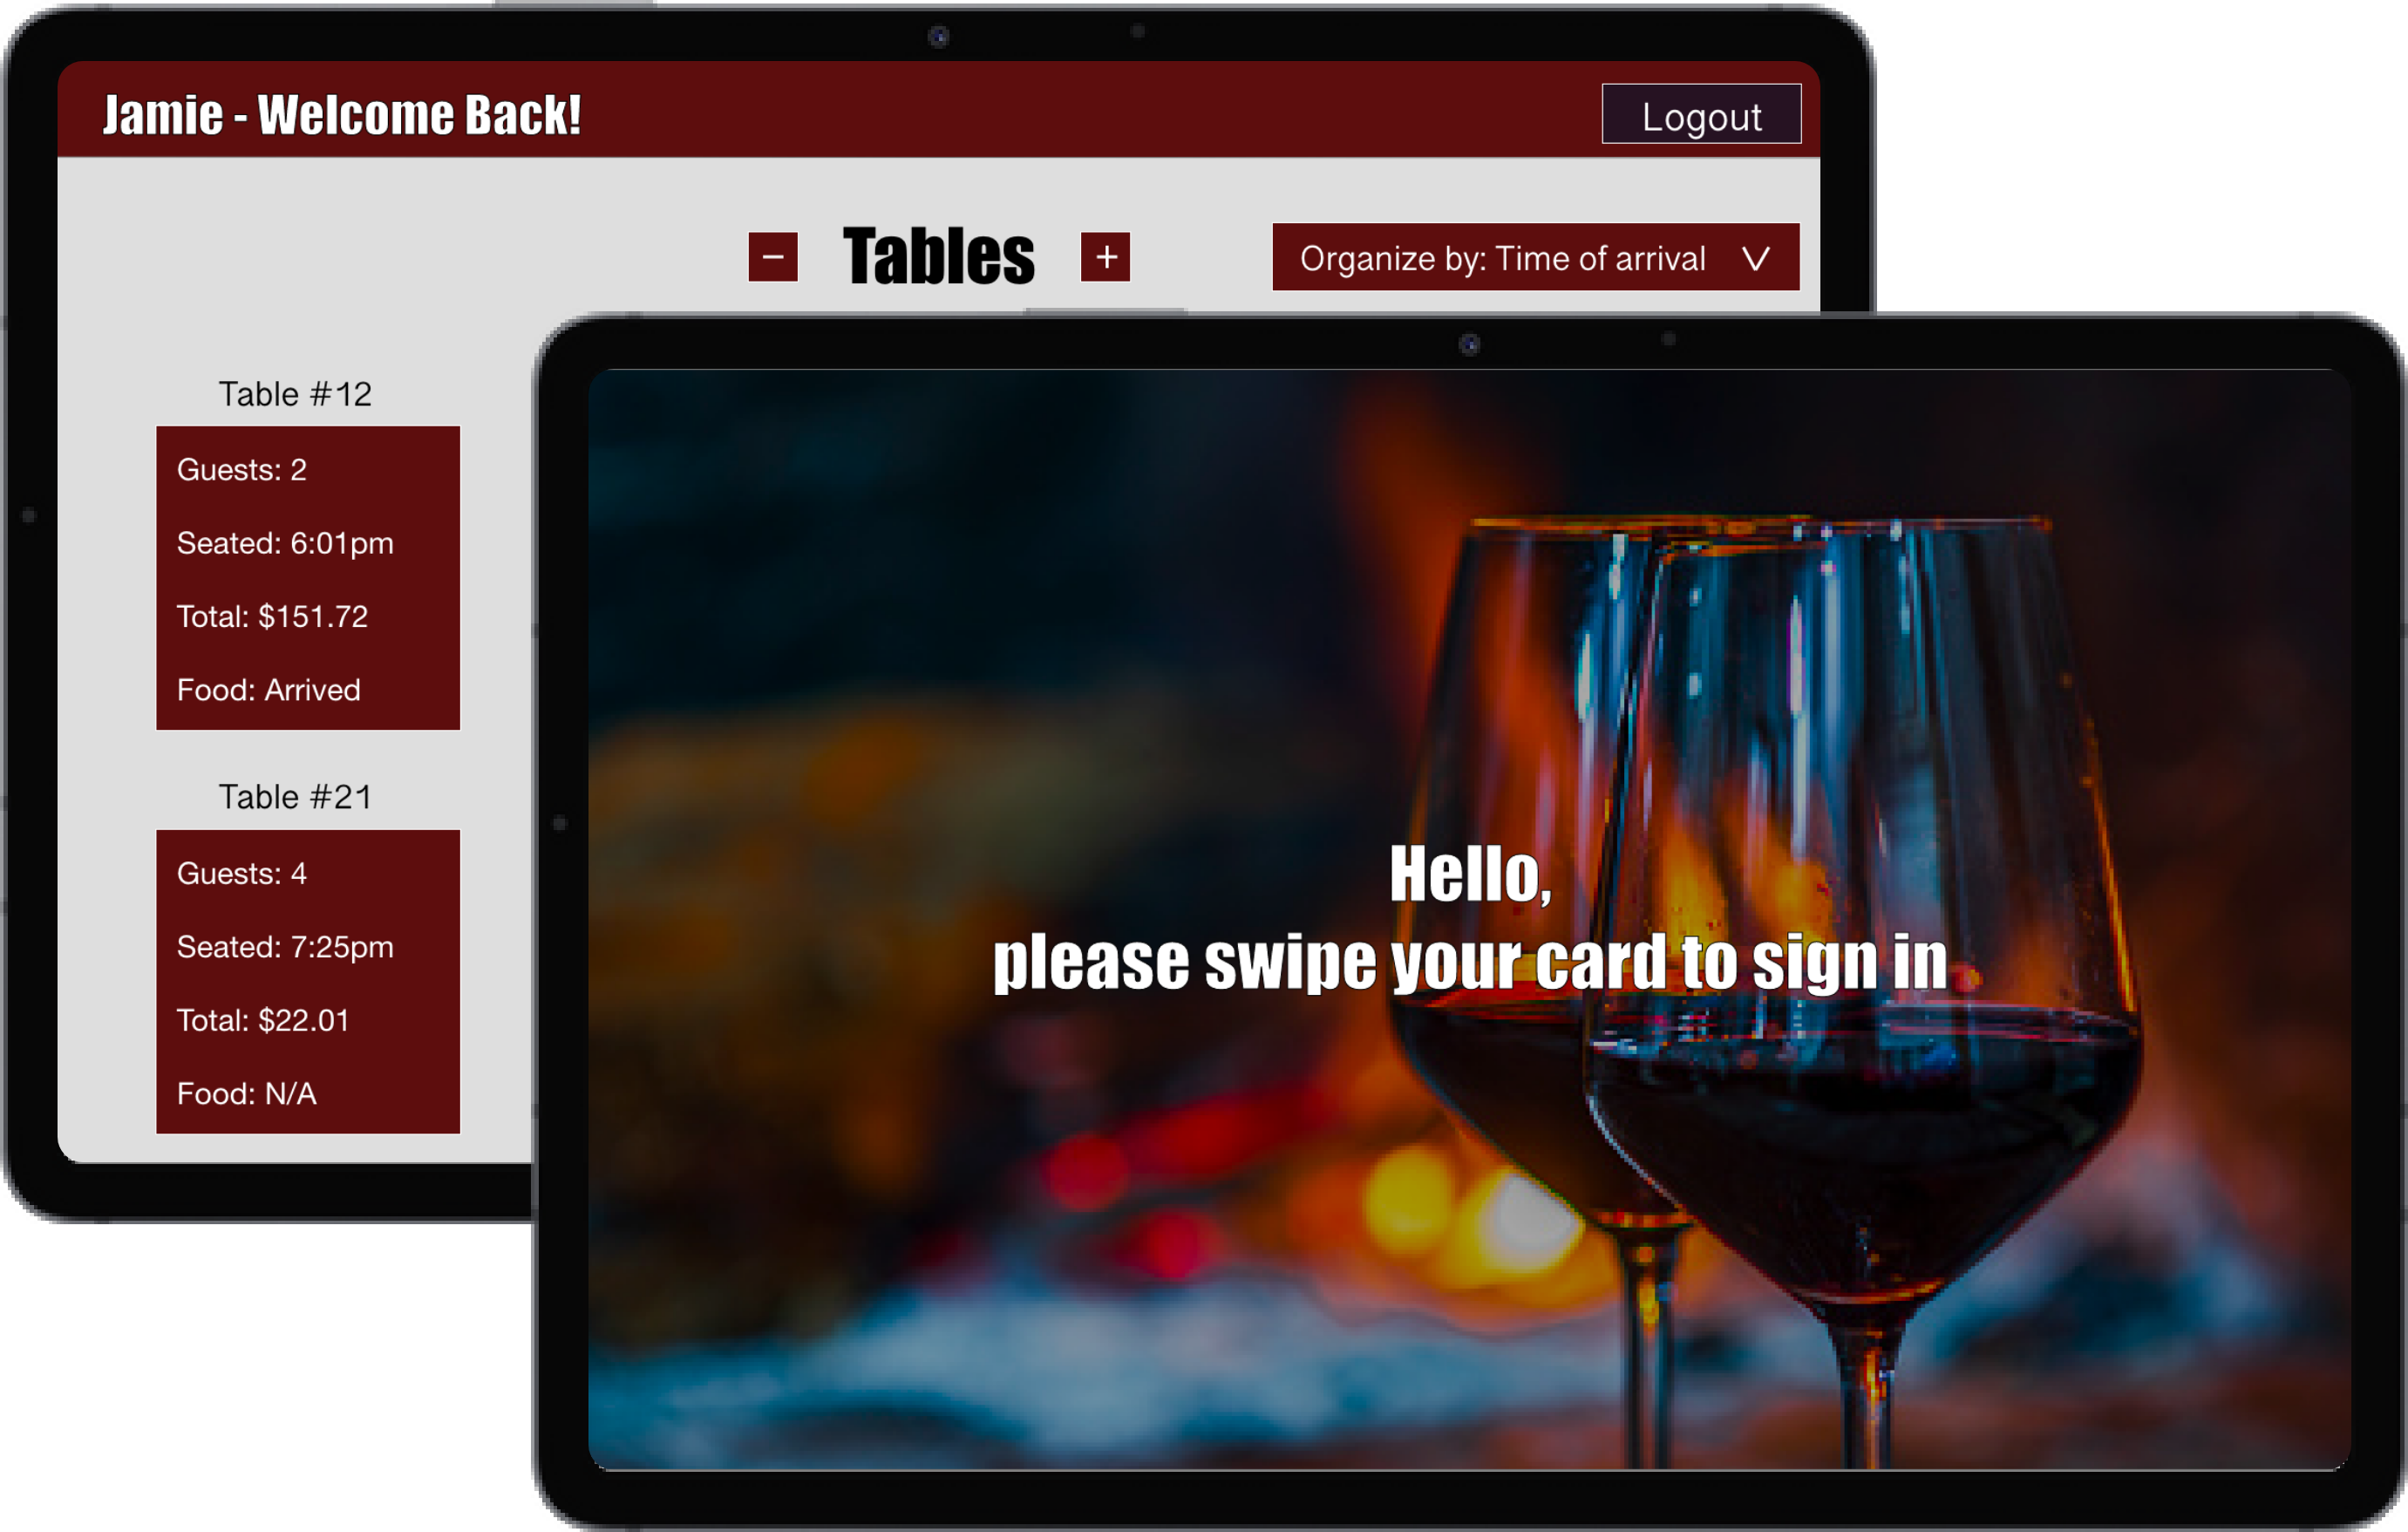 Jamie - Welcome Back!
Logout
− Tables +
Organize by: Time of arrival
Table #12
Guests: 2
Seated: 6:01pm
Total: $151.72
Food: Arrived
Table #21
Guests: 4
Seated: 7:25pm
Total: $22.01
Food: N/A
Hello,
please swipe your card to sign in